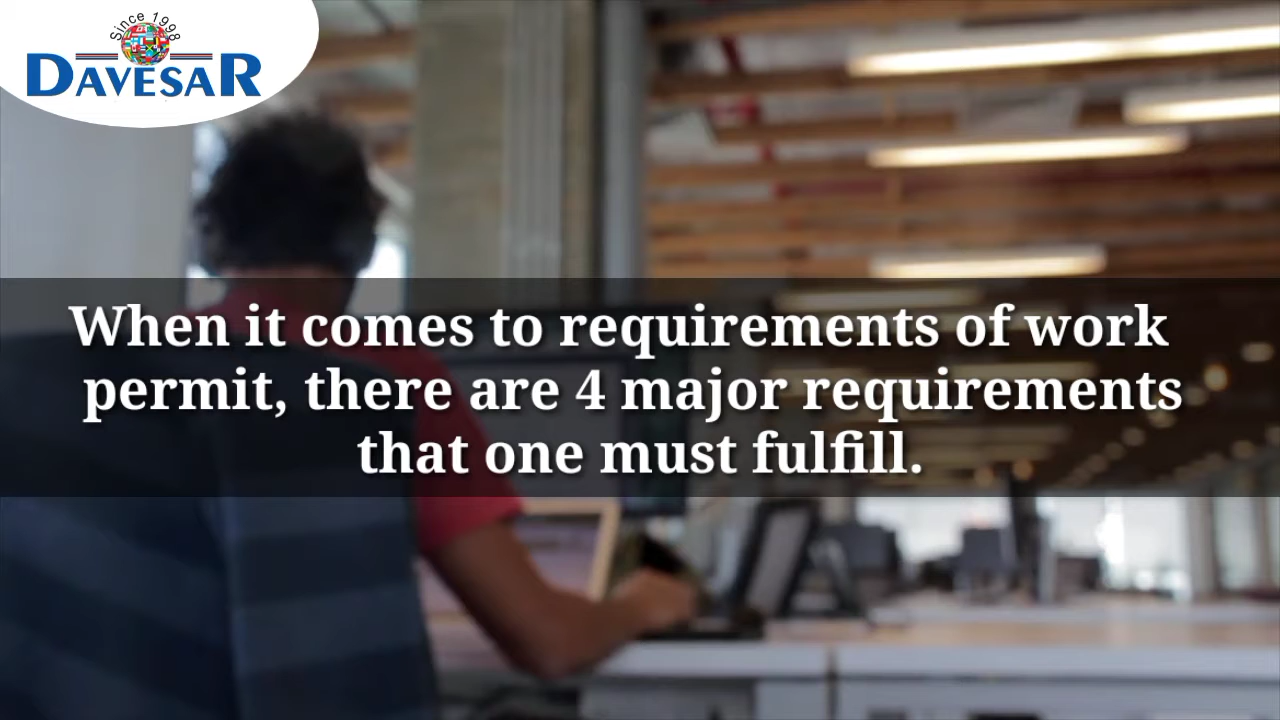 Since 1998
DAVESAR
When it comes to requirements of work
permit, there are 4 major requirements
that one must fulfill.